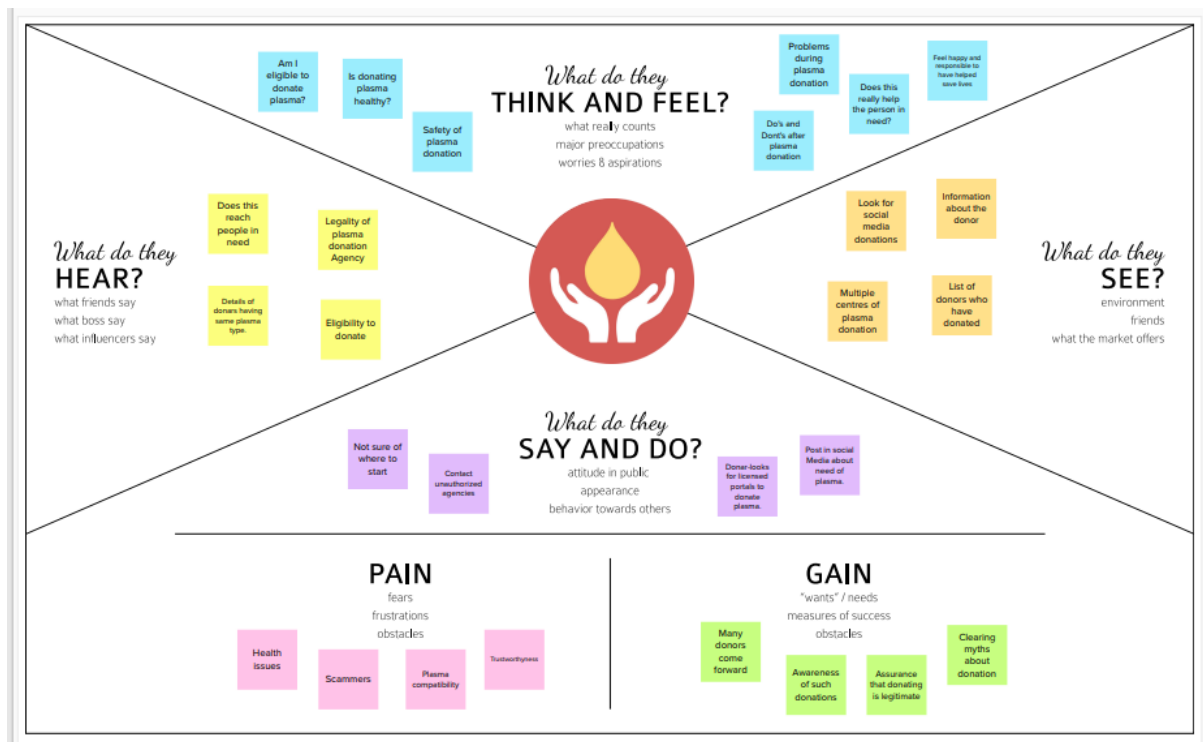 What do they
THINK AND FEEL?
what really counts
major preoccupations
worries & aspirations
Am I
eligible to
donate
plasma?
Is donating
plasma
healthy?
Safety of
plasma
donation
Problems
during
plasma
donation
Does this
really help
the person in
need?
Feel happy and
responsible to
have helped
save lives
Do's and
Dont's after
plasma
donation
What do they
HEAR?
what friends say
what boss say
what influencers say
Does this
reach
people in
need
Legality of
plasma
donation
Agency
Details of
donars having
same plasma
type.
Eligibility to
donate
What do they
SEE?
environment
friends
what the market offers
Look for
social
media
donations
Information
about the
donor
Multiple
centres of
plasma
donation
List of
donors who
have
donated
What do they
SAY AND DO?
attitude in public
appearance
behavior towards others
Not sure of
where to
start
Contact
unauthorized
agencies
Donar-looks
for licensed
portals to
donate
plasma.
Post in social
Media about
need of
plasma.
PAIN
fears
frustrations
obstacles
Health
issues
Scammers
Plasma
compatibility
Trustworthyness
GAIN
"wants" / needs
measures of success
obstacles
Many
donors
come
forward
Awareness
of such
donations
Assurance
that donating
is legitimate
Clearing
myths
about
donation